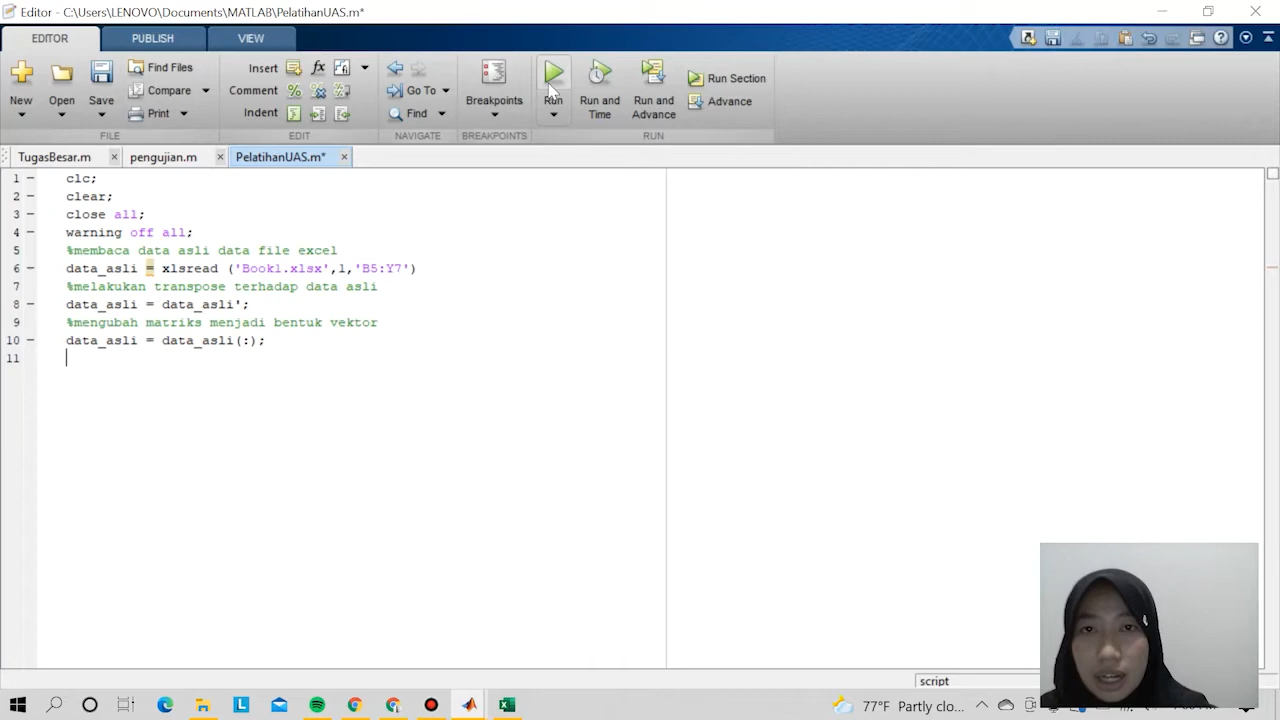 Editor - C:\Users\LENOVO\Documents\MATLAB\PelatihanUAS.m*
EDITOR PUBLISH VIEW
New Open Save Find Files Compare Print
Insert fx
Comment
Indent
Go To Find
Breakpoints Run Run and Time Run and Advance Run Section Advance
FILE EDIT NAVIGATE BREAKPOINTS RUN
TugasBesar.m × pengujian.m × PelatihanUAS.m* ×
1 – clc;
2 – clear;
3 – close all;
4 – warning off all;
5 %membaca data asli data file excel
6 – data_asli = xlsread ('Book1.xlsx',1,'B5:Y7')
7 %melakukan transpose terhadap data asli
8 – data_asli = data_asli';
9 %mengubah matriks menjadi bentuk vektor
10 – data_asli = data_asli(:);
11
script
77°F Partly clo...